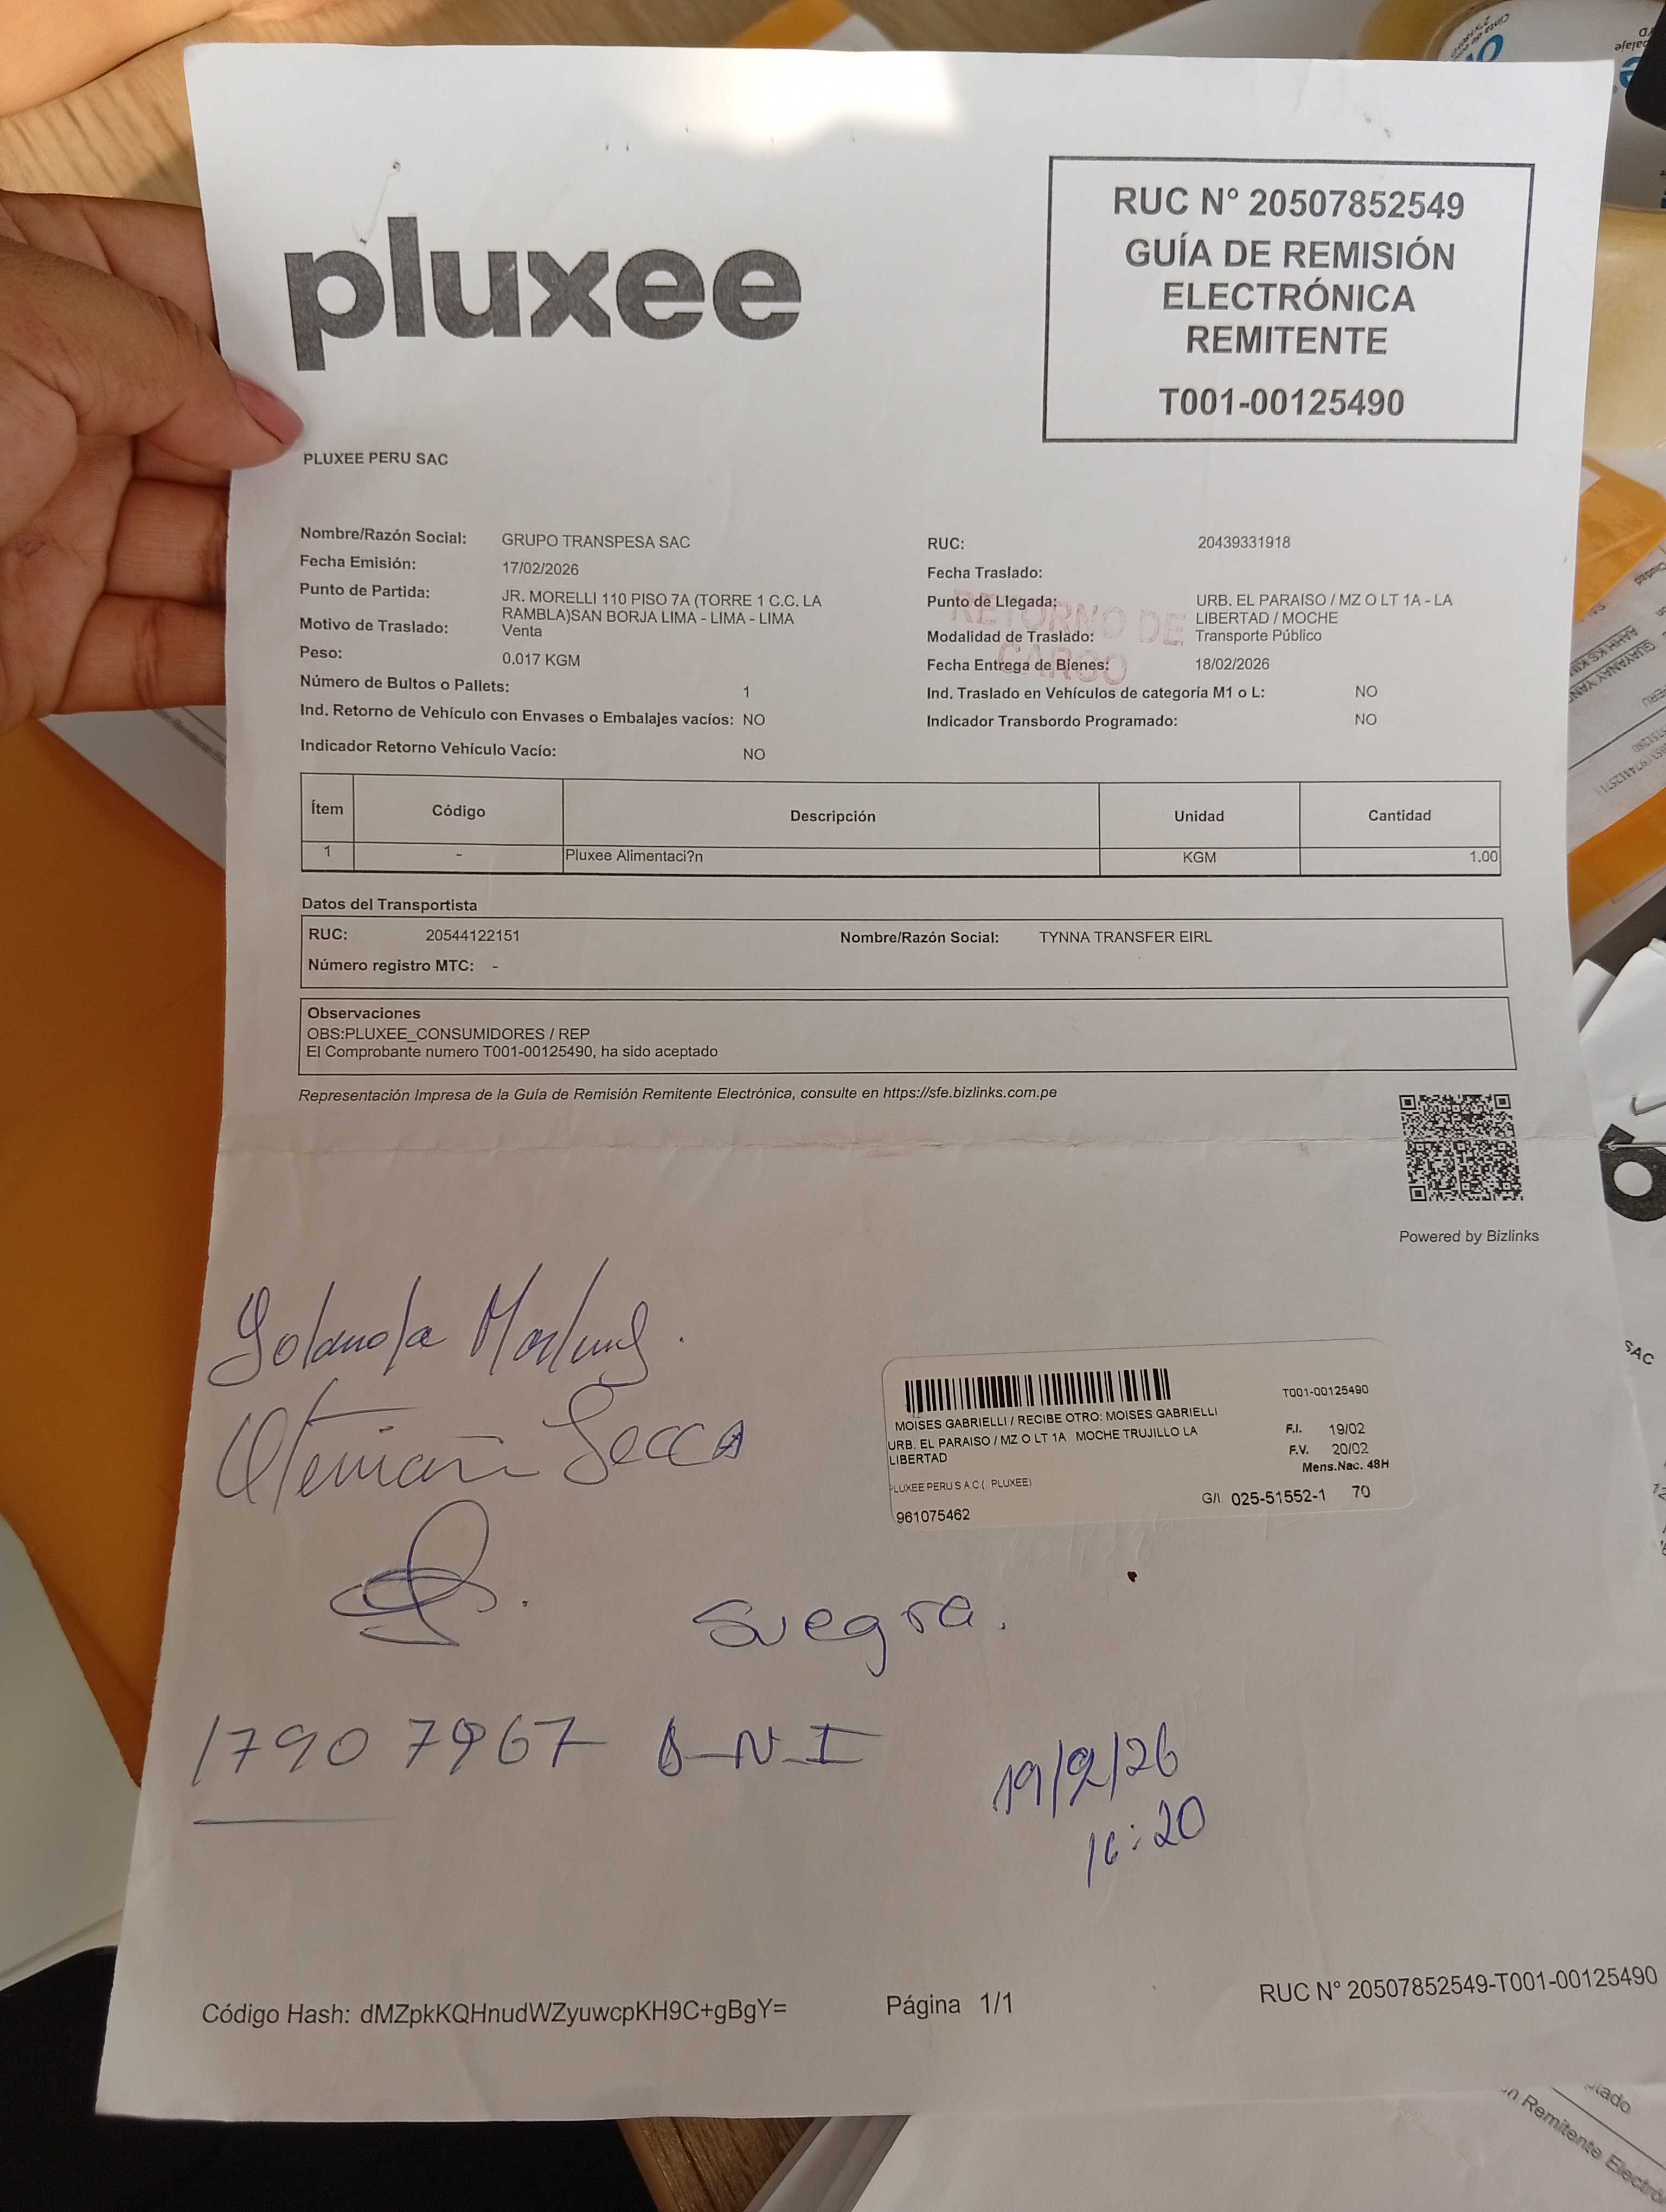 pluxee
RUC N° 20507852549
GUÍA DE REMISIÓN
ELECTRÓNICA
REMITENTE
T001-00125490
PLUXEE PERU SAC
Nombre/Razón Social: GRUPO TRANSPESA SAC
RUC: 20439331918
Fecha Emisión: 17/02/2026
Fecha Traslado:
Punto de Partida: JR. MORELLI 110 PISO 7A (TORRE 1 C.C. LA
RAMBLA)SAN BORJA LIMA - LIMA - LIMA
Punto de Llegada: URB. EL PARAISO / MZ O LT 1A - LA
LIBERTAD / MOCHE
Motivo de Traslado: Venta
Modalidad de Traslado: Transporte Público
RETORNO DE
CARGO
Peso: 0.017 KGM
Fecha Entrega de Bienes: 18/02/2026
Número de Bultos o Pallets: 1
Ind. Traslado en Vehículos de categoría M1 o L: NO
Ind. Retorno de Vehículo con Envases o Embalajes vacíos: NO
Indicador Transbordo Programado: NO
Indicador Retorno Vehículo Vacío: NO
Ítem Código Descripción Unidad Cantidad
1 - Pluxee Alimentaci?n KGM 1.00
Datos del Transportista
RUC: 20544122151 Nombre/Razón Social: TYNNA TRANSFER EIRL
Número registro MTC: -
Observaciones
OBS:PLUXEE_CONSUMIDORES / REP
El Comprobante numero T001-00125490, ha sido aceptado
Representación Impresa de la Guía de Remisión Remitente Electrónica, consulte en https://sfe.bizlinks.com.pe
Powered by Bizlinks
T001-00125490
MOISES GABRIELLI / RECIBE OTRO: MOISES GABRIELLI
URB. EL PARAISO / MZ O LT 1A MOCHE TRUJILLO LA
LIBERTAD
F.I. 19/02
F.V. 20/02
Mens.Nac. 48H
PLUXEE PERU S A C ( PLUXEE)
G/I 025-51552-1 70
961075462
suegra.
D-N-I
19/2/26
16:20
Código Hash: dMZpkKQHnudWZyuwcpKH9C+gBgY=
Página 1/1
RUC N° 20507852549-T001-00125490